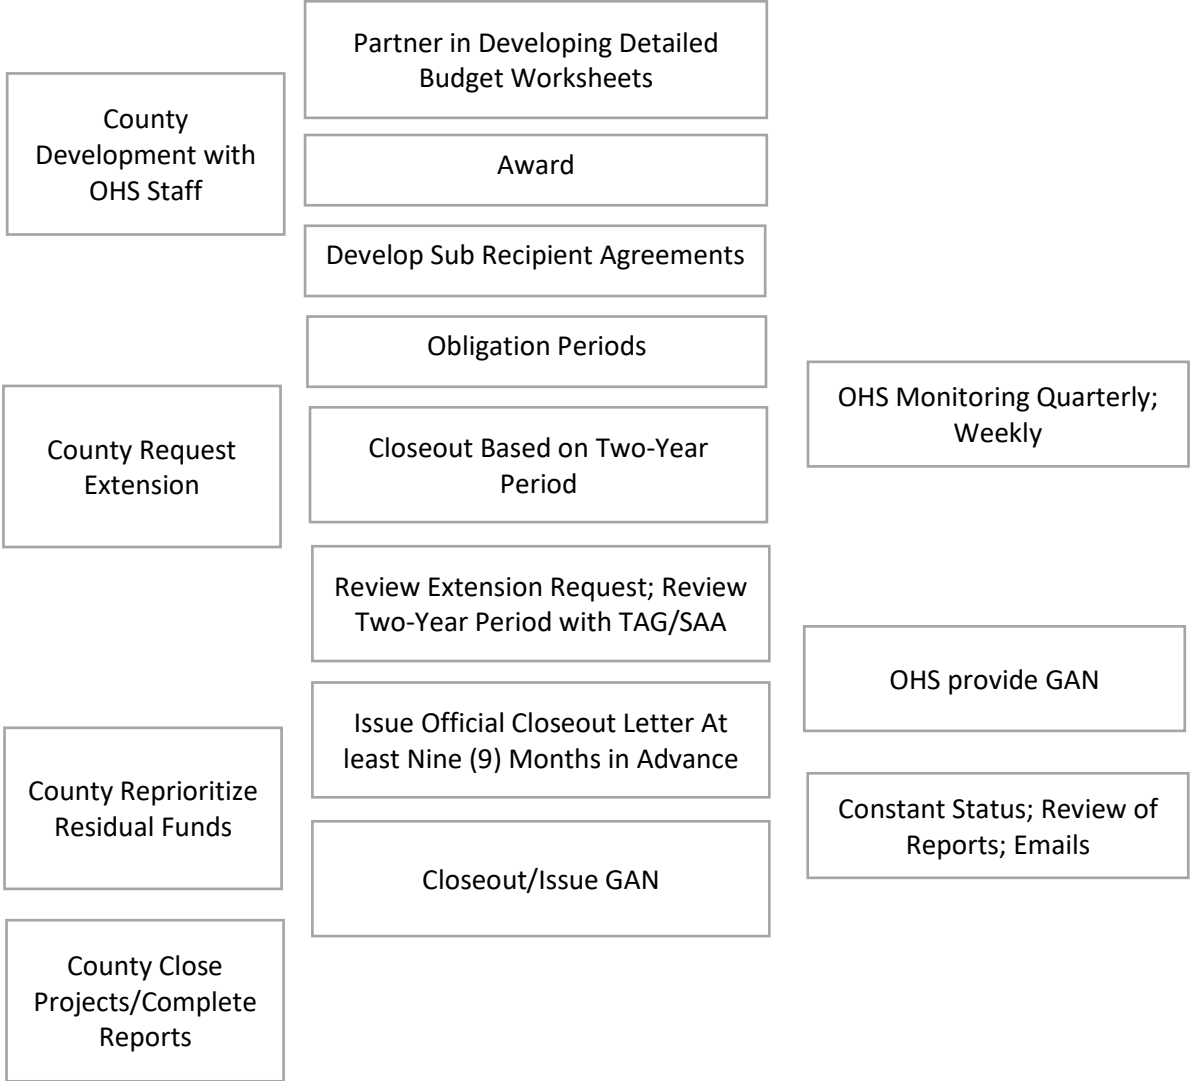 Partner in Developing Detailed
Budget Worksheets
County
Development with
OHS Staff
Award
Develop Sub Recipient Agreements
Obligation Periods
OHS Monitoring Quarterly;
Weekly
County Request
Extension
Closeout Based on Two-Year
Period
Review Extension Request; Review
Two-Year Period with TAG/SAA
OHS provide GAN
Issue Official Closeout Letter At
least Nine (9) Months in Advance
County Reprioritize
Residual Funds
Constant Status; Review of
Reports; Emails
Closeout/Issue GAN
County Close
Projects/Complete
Reports